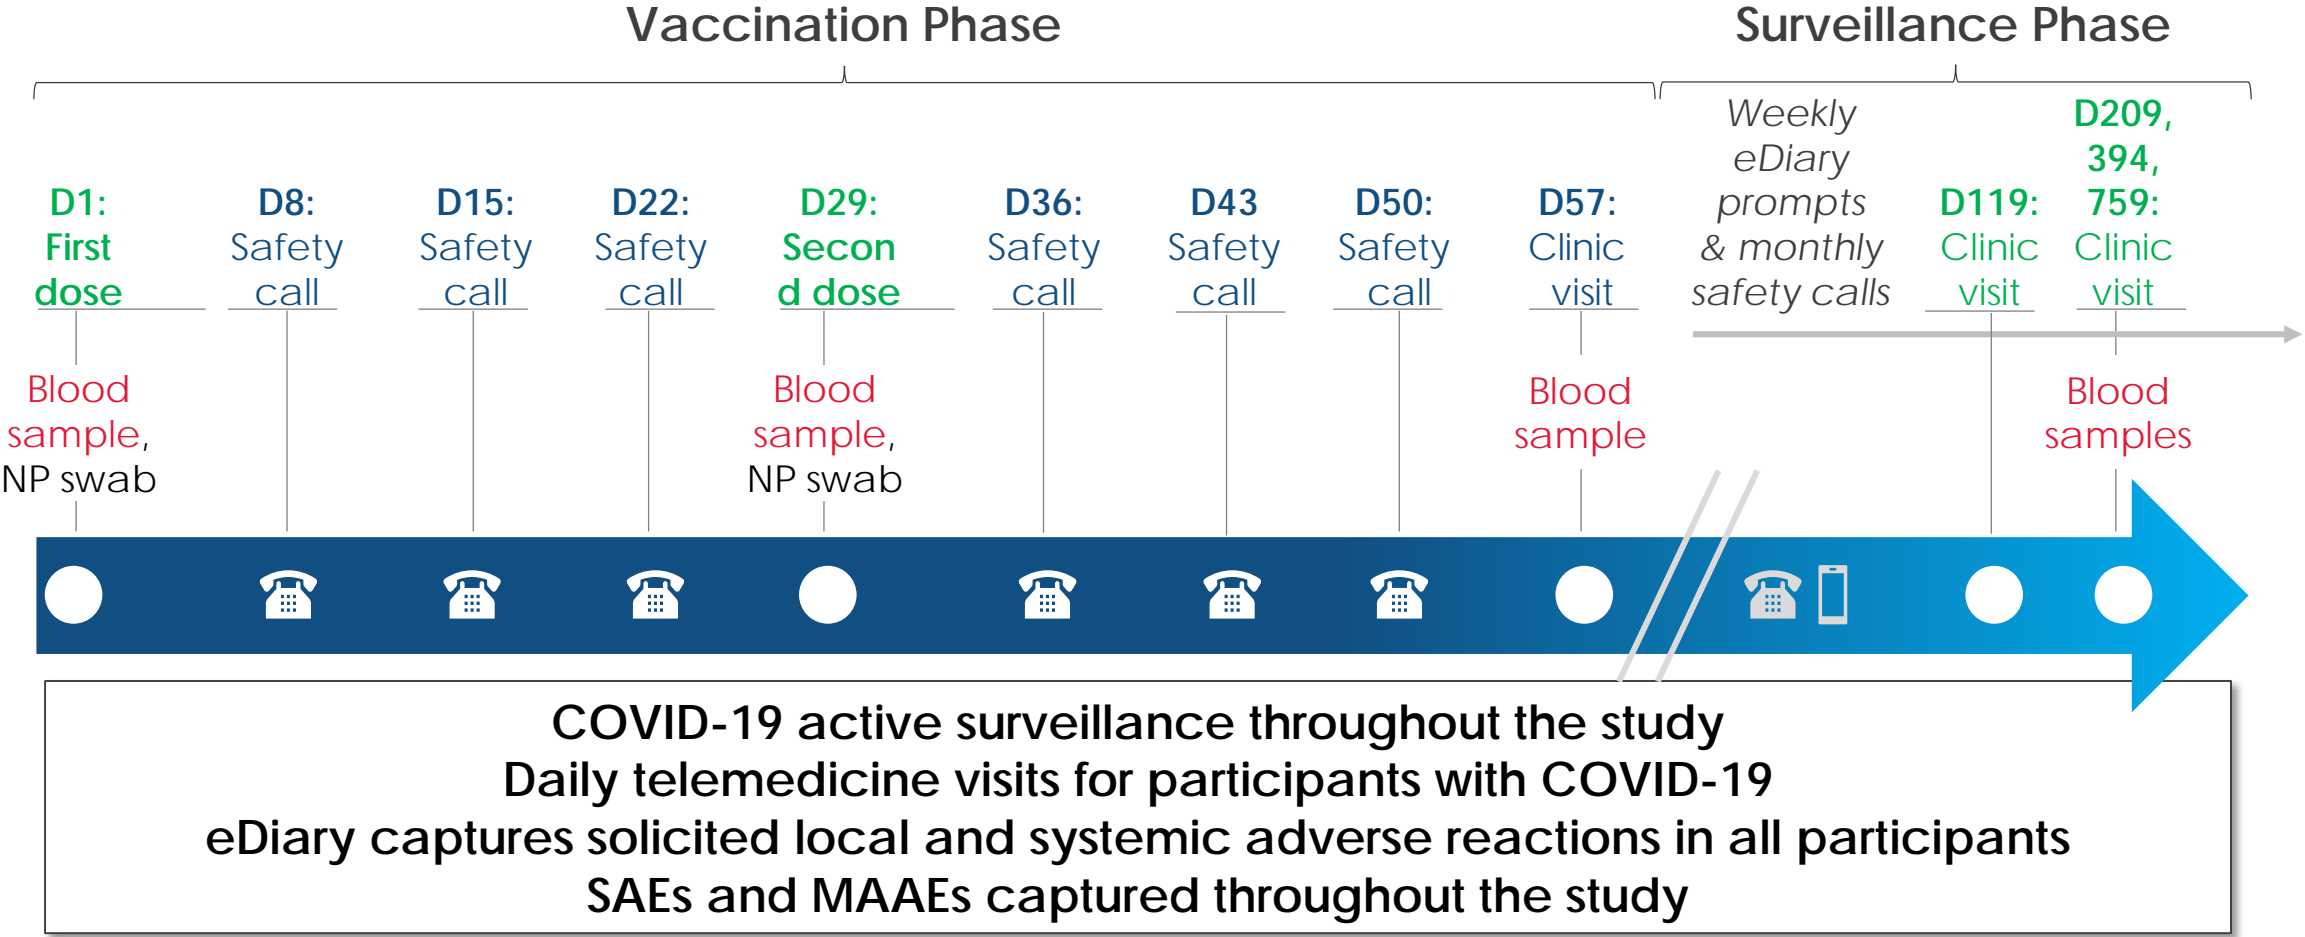 Vaccination Phase
Surveillance Phase
D1:
First
dose
D8:
Safety
call
D15:
Safety
call
D22:
Safety
call
D29:
Secon
d dose
D36:
Safety
call
D43
Safety
call
D50:
Safety
call
D57:
Clinic
visit
Weekly
eDiary
prompts
& monthly
safety calls
D119:
Clinic
visit
D209,
394,
759:
Clinic
visit
Blood
sample,
NP swab
Blood
sample,
NP swab
Blood
sample
Blood
samples
COVID-19 active surveillance throughout the study
Daily telemedicine visits for participants with COVID-19
eDiary captures solicited local and systemic adverse reactions in all participants
SAEs and MAAEs captured throughout the study